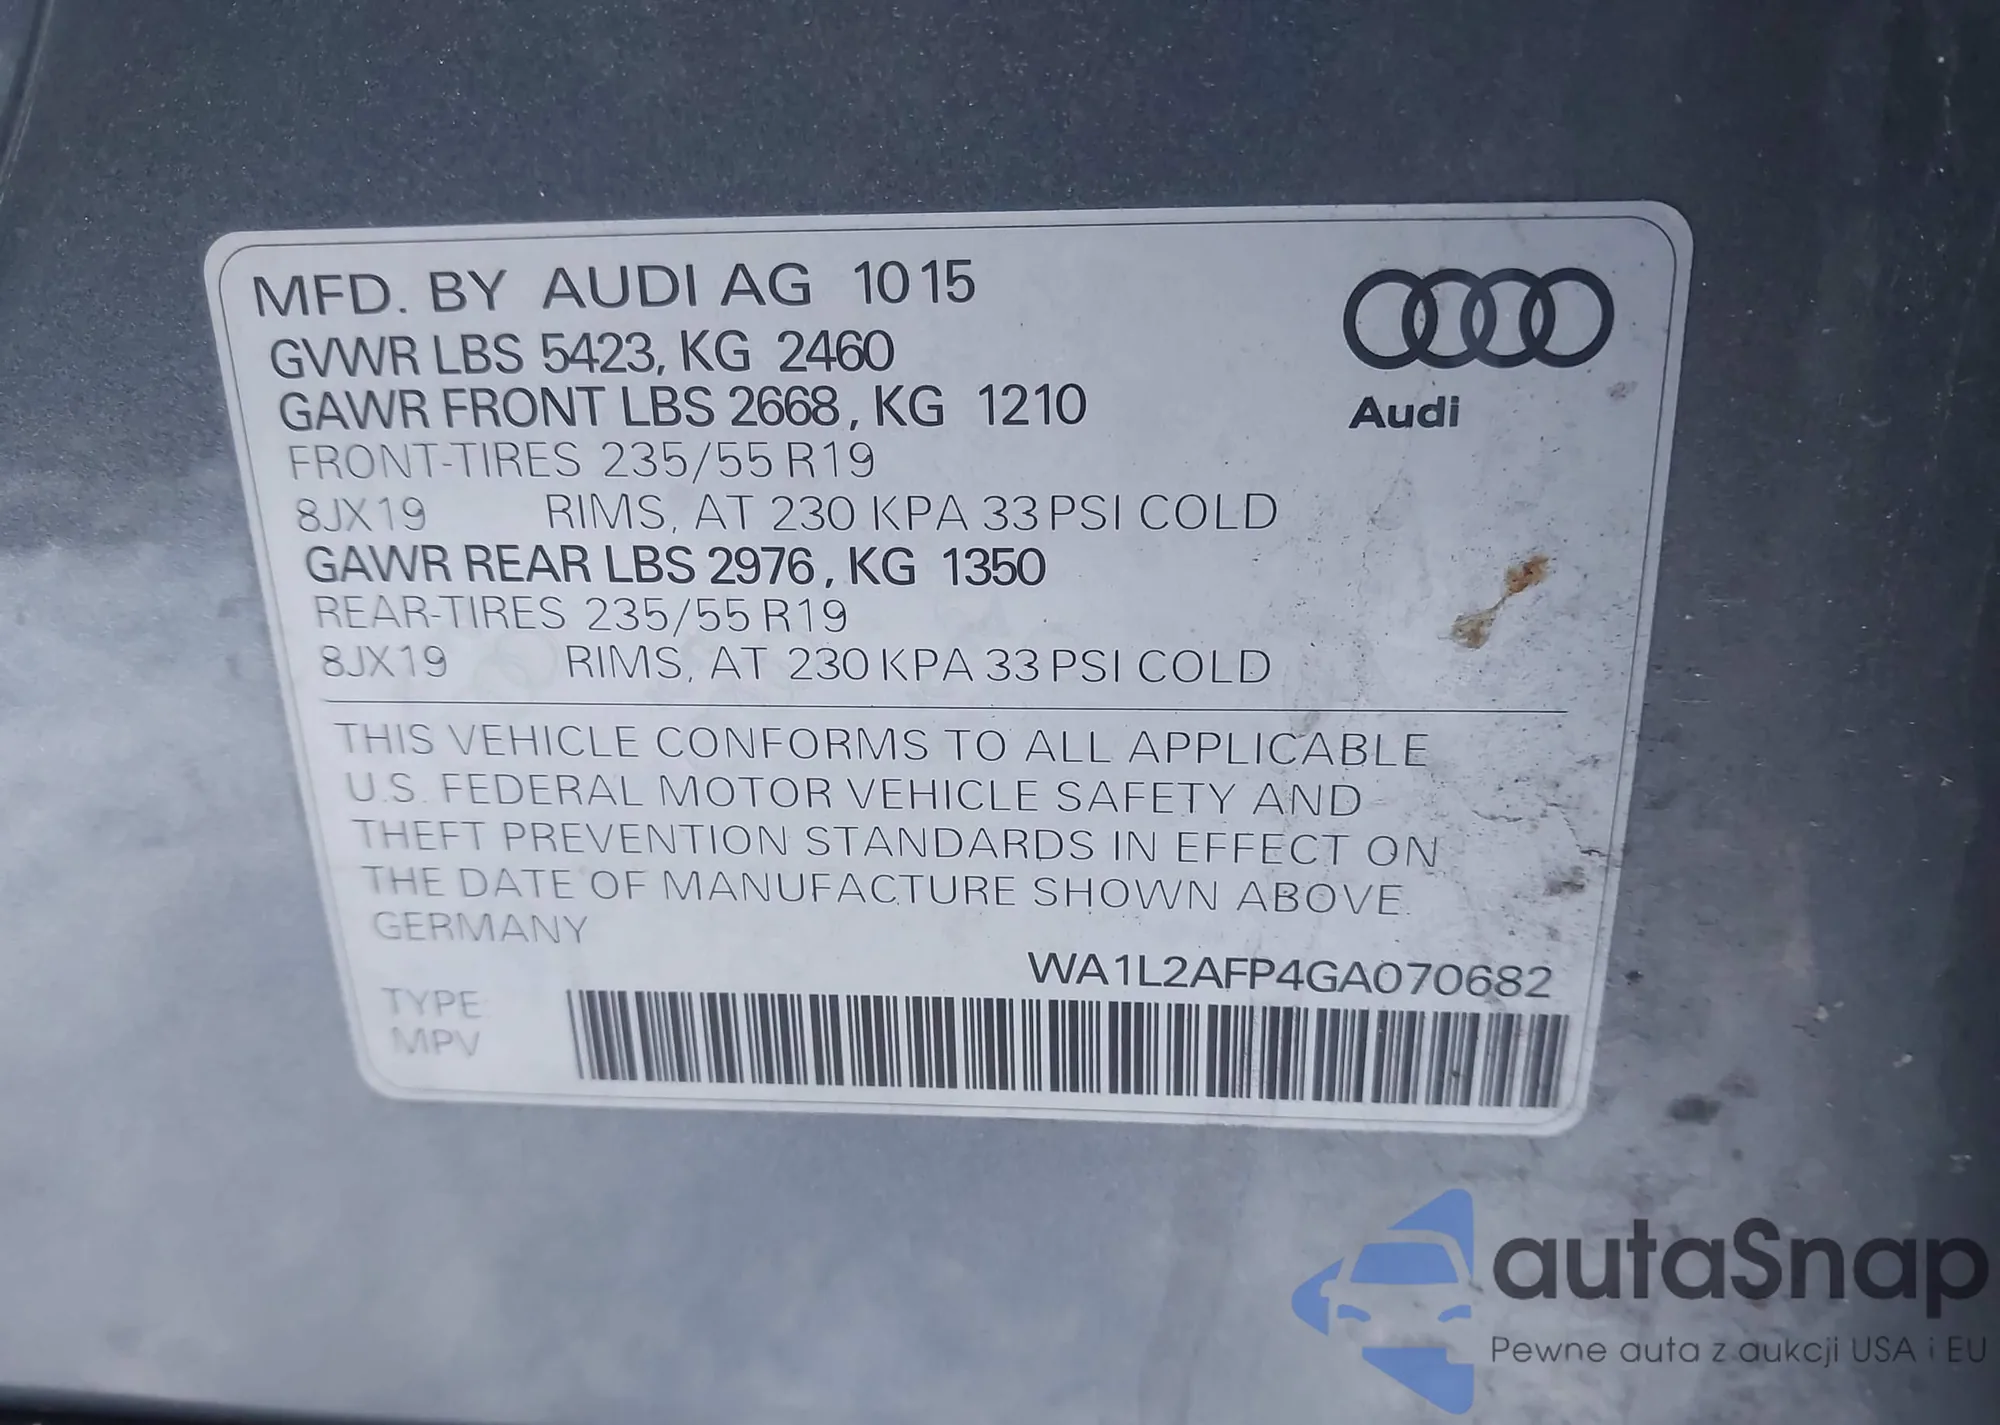 MFD. BY AUDI AG 10 15
GVWR LBS 5423, KG 2460
GAWR FRONT LBS 2668, KG 1210
FRONT-TIRES 235/55 R19
8JX19 RIMS, AT 230 KPA 33 PSI COLD
GAWR REAR LBS 2976, KG 1350
REAR-TIRES 235/55 R19
8JX19 RIMS, AT 230 KPA 33 PSI COLD
Audi
THIS VEHICLE CONFORMS TO ALL APPLICABLE
U.S. FEDERAL MOTOR VEHICLE SAFETY AND
THEFT PREVENTION STANDARDS IN EFFECT ON
THE DATE OF MANUFACTURE SHOWN ABOVE.
GERMANY
WA1L2AFP4GA070682
TYPE
MPV
autaSnap
Pewne auta z aukcji USA i EU